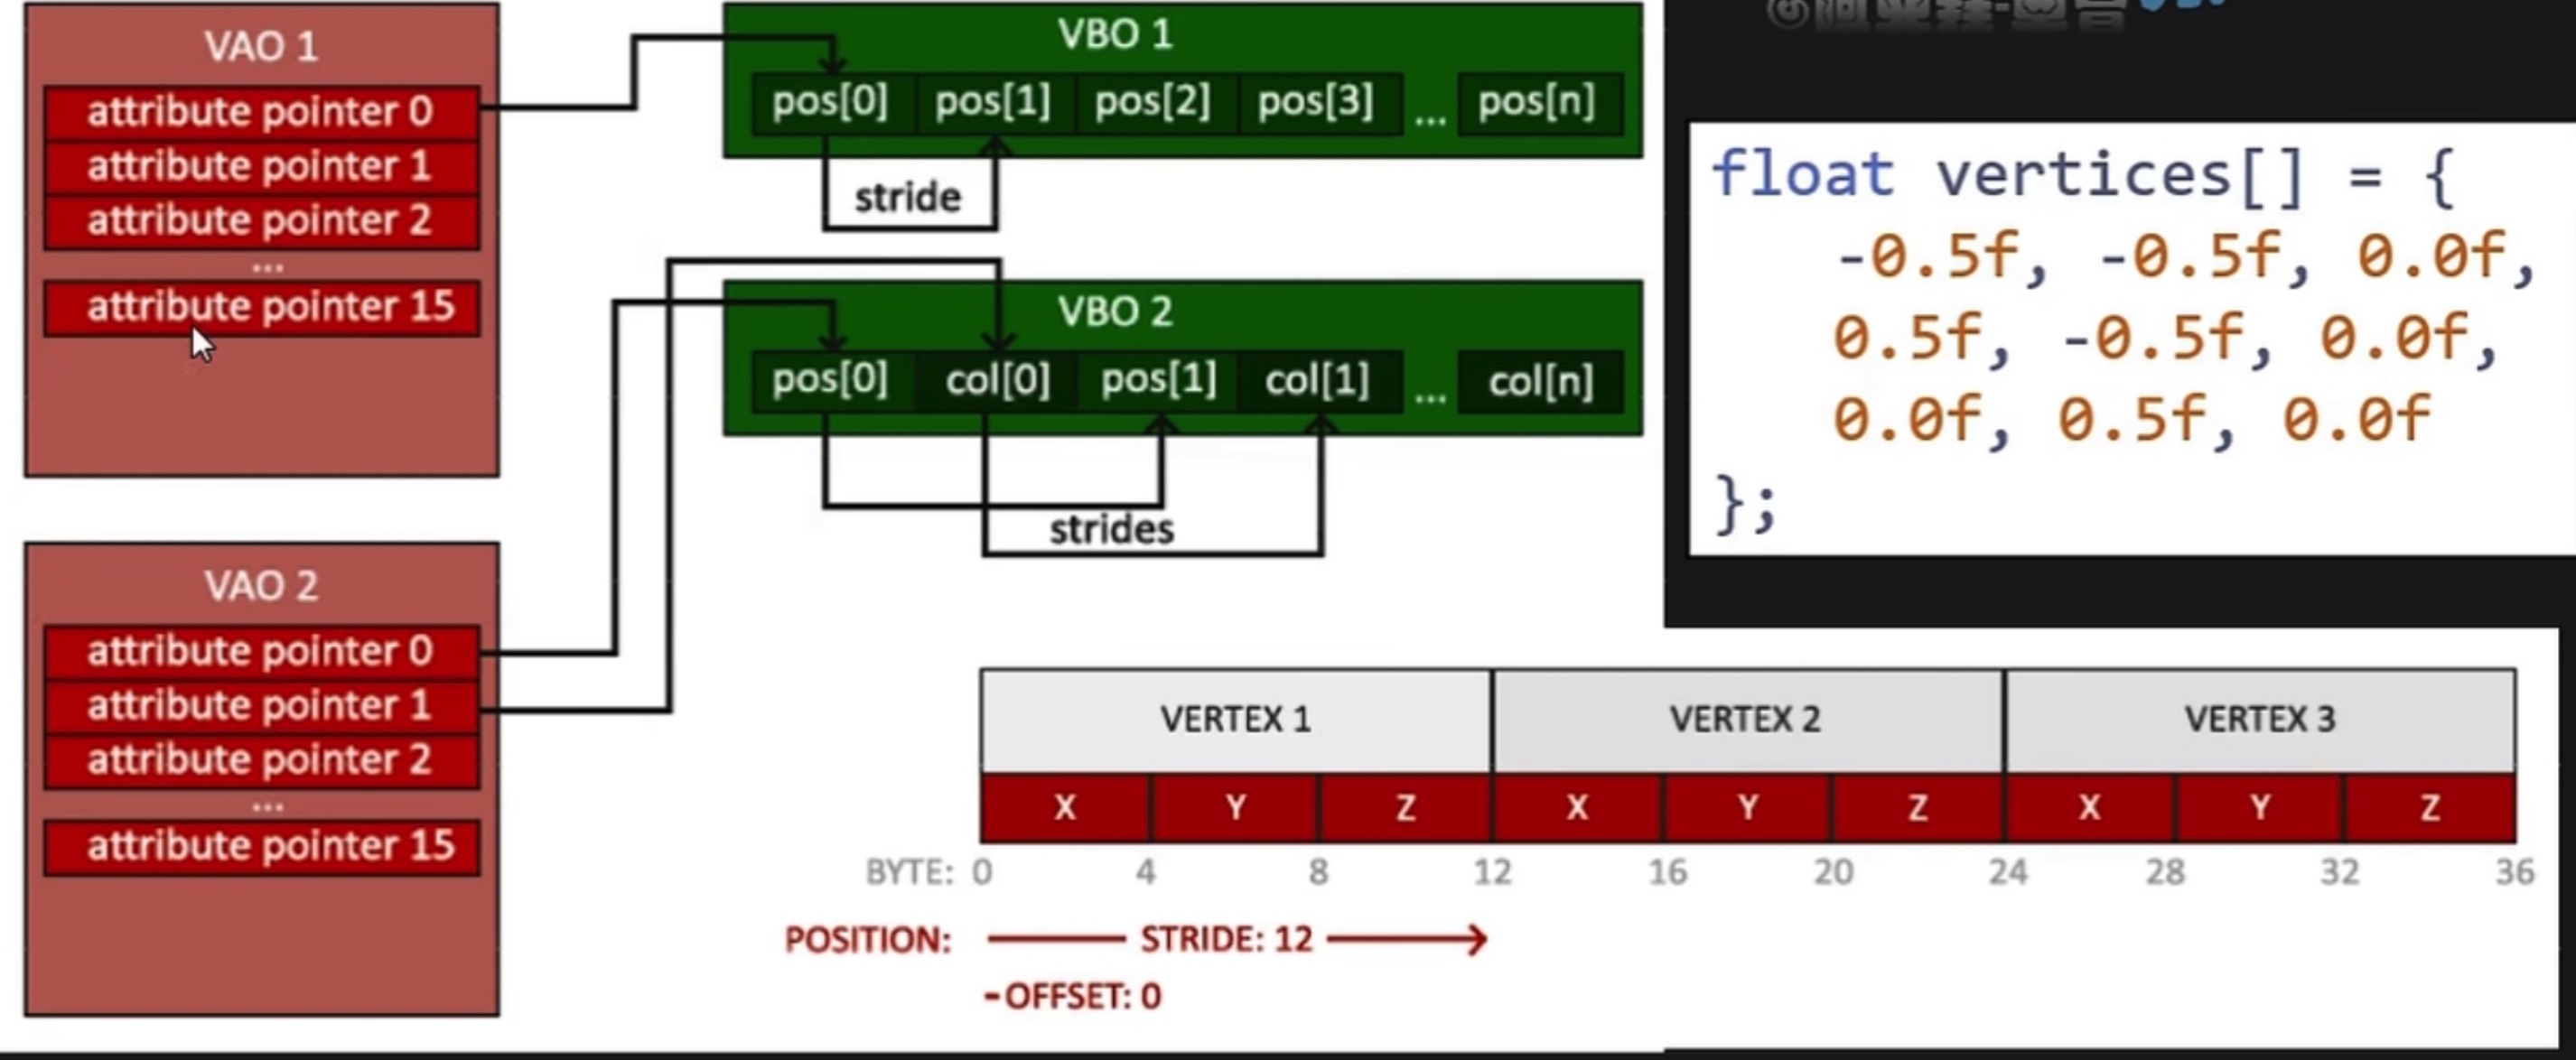 VAO 1
attribute pointer 0
attribute pointer 1
attribute pointer 2
...
attribute pointer 15
VAO 2
attribute pointer 0
attribute pointer 1
attribute pointer 2
...
attribute pointer 15
VBO 1
pos[0] pos[1] pos[2] pos[3] ... pos[n]
stride
VBO 2
pos[0] col[0] pos[1] col[1] ... col[n]
strides
float vertices[] = {
-0.5f, -0.5f, 0.0f,
0.5f, -0.5f, 0.0f,
0.0f, 0.5f, 0.0f
};
VERTEX 1 VERTEX 2 VERTEX 3
X Y Z X Y Z X Y Z
BYTE: 0 4 8 12 16 20 24 28 32 36
POSITION: STRIDE: 12
-OFFSET: 0